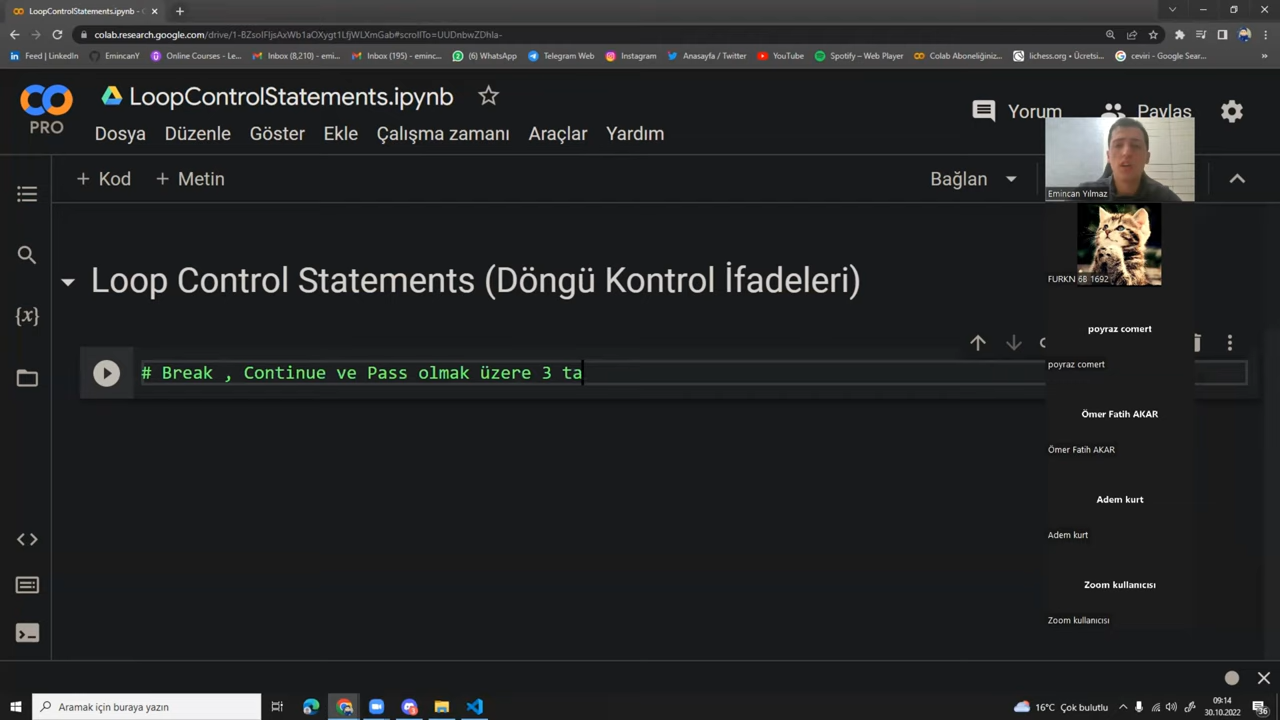 LoopControlStatements.ipynb - C
colab.research.google.com/drive/1-BZsoIFIjsAxWb1aOXygt1LfjWLXmGab#scrollTo=UUDnbwZDhla-
Feed | LinkedIn
EmincanY
Online Courses - Le...
Inbox (8,210) - emi...
Inbox (195) - eminc...
(6) WhatsApp
Telegram Web
Instagram
Anasayfa / Twitter
YouTube
Spotify – Web Player
Colab Aboneliğiniz...
lichess.org • Ücretsi...
ceviri - Google Sear...
PRO
LoopControlStatements.ipynb
Dosya Düzenle Göster Ekle Çalışma zamanı Araçlar Yardım
Yorum
Paylaş
+ Kod + Metin
Bağlan
Emincan Yılmaz
FURKN 6B 1692
Loop Control Statements (Döngü Kontrol İfadeleri)
poyraz comert
poyraz comert
# Break , Continue ve Pass olmak üzere 3 ta
Ömer Fatih AKAR
Ömer Fatih AKAR
Adem kurt
Adem kurt
Zoom kullanıcısı
Zoom kullanıcısı
Aramak için buraya yazın
16°C Çok bulutlu
09:14
30.10.2022
36